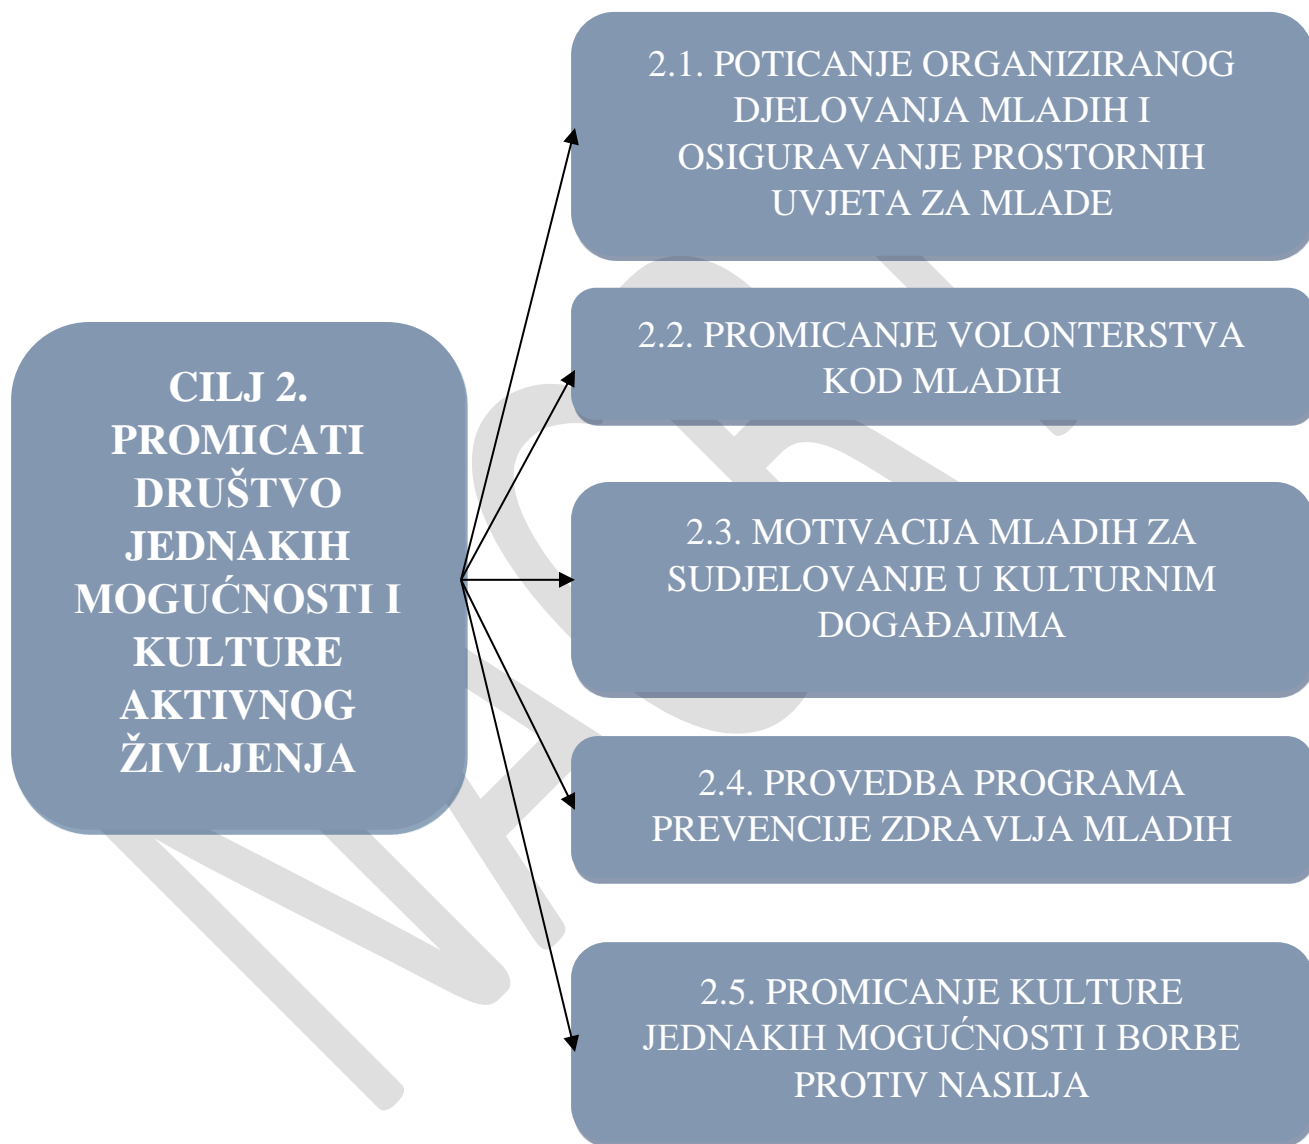 2.1. POTICANJE ORGANIZIRANOG
DJELOVANJA MLADIH I
OSIGURAVANJE PROSTORNIH
UVJETA ZA MLADE
2.2. PROMICANJE VOLONTERSTVA
KOD MLADIH
CILJ 2.
PROMICATI
DRUŠTVO
JEDNAKIH
MOGUĆNOSTI I
KULTURE
AKTIVNOG
ŽIVLJENJA
2.3. MOTIVACIJA MLADIH ZA
SUDJELOVANJE U KULTURNIM
DOGAĐAJIMA
2.4. PROVEDBA PROGRAMA
PREVENCIJE ZDRAVLJA MLADIH
2.5. PROMICANJE KULTURE
JEDNAKIH MOGUĆNOSTI I BORBE
PROTIV NASILJA